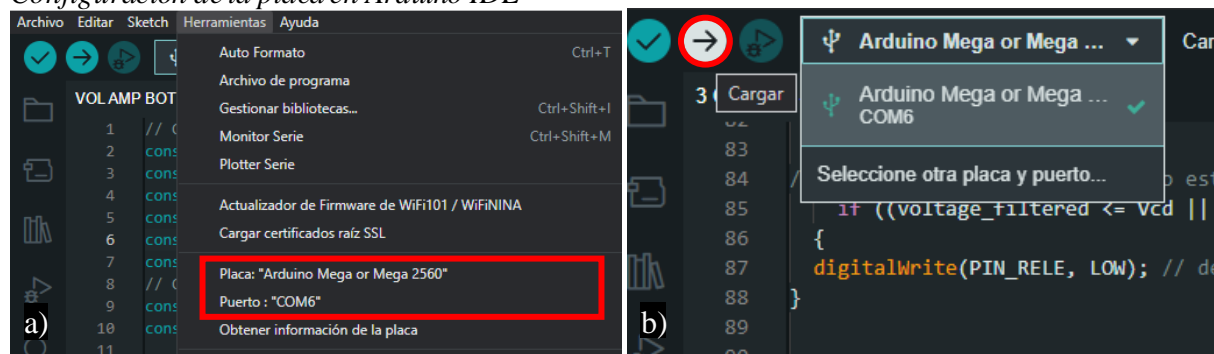 Configuración de la placa en Arduino IDE
Archivo Editar Sketch Herramientas Ayuda
VOLAMP BOT
Auto Formato Ctrl+T
Archivo de programa
Gestionar bibliotecas... Ctrl+Shift+I
Monitor Serie Ctrl+Shift+M
Plotter Serie
Actualizador de Firmware de WiFi101 / WiFiNINA
Cargar certificados raíz SSL
Placa: "Arduino Mega or Mega 2560"
Puerto : "COM6"
Obtener información de la placa
1 //
2 cons
3 cons
4 cons
5 cons
6 cons
7 cons
8 //
9 cons
10 cons
11
a)
Arduino Mega or Mega ...
Car
3
Cargar
Arduino Mega or Mega ...
COM6
Seleccione otra placa y puerto...
83
84 / est
85 if ((voltage_filtered <= Vcd ||
86 {
87 digitalWrite(PIN_RELE, LOW); // de
88 }
89
b)